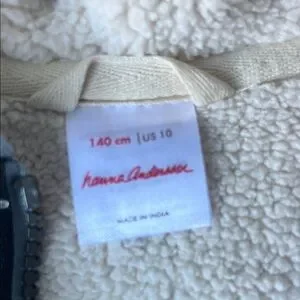 140 cm | US 10
hanna andersson
MADE IN INDIA